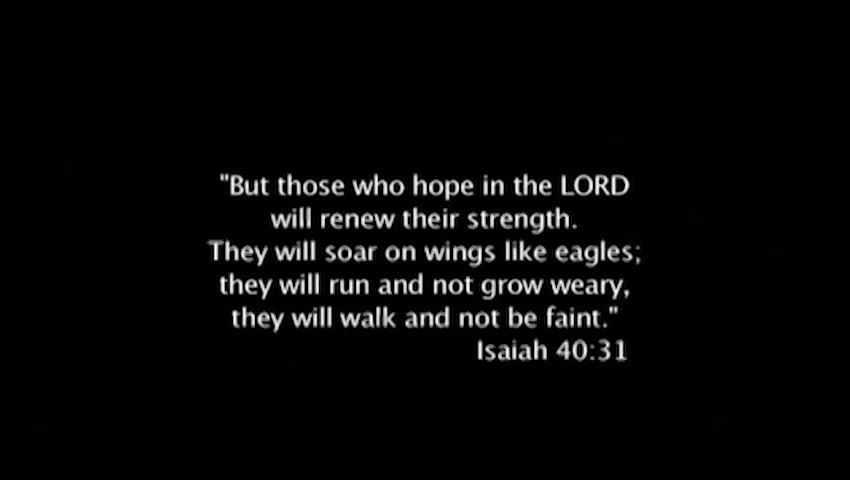 "But those who hope in the LORD
will renew their strength.
They will soar on wings like eagles;
they will run and not grow weary,
they will walk and not be faint."
Isaiah 40:31